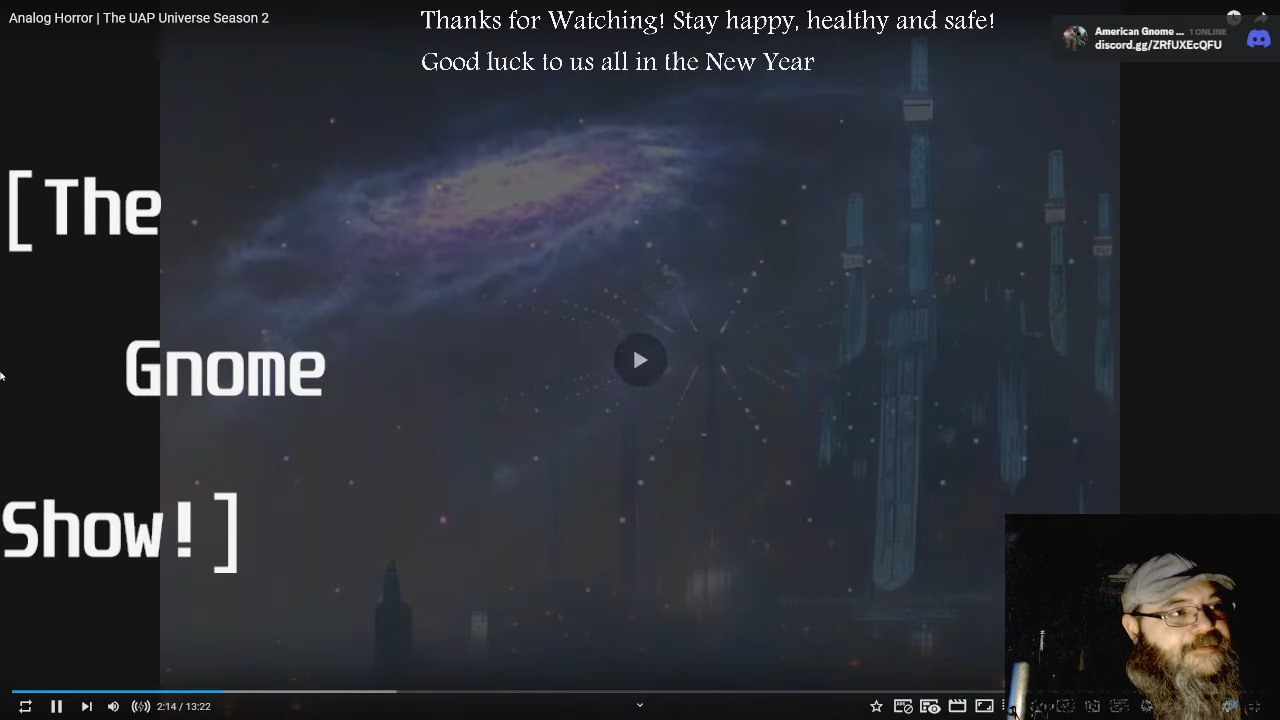 Analog Horror | The UAP Universe Season 2
Thanks for Watching! Stay happy, healthy and safe!
Good luck to us all in the New Year
American Gnome ... 1 ONLINE
discord.gg/ZRfUXEcQFU
[The
Gnome
Show!]
2:14 / 13:22